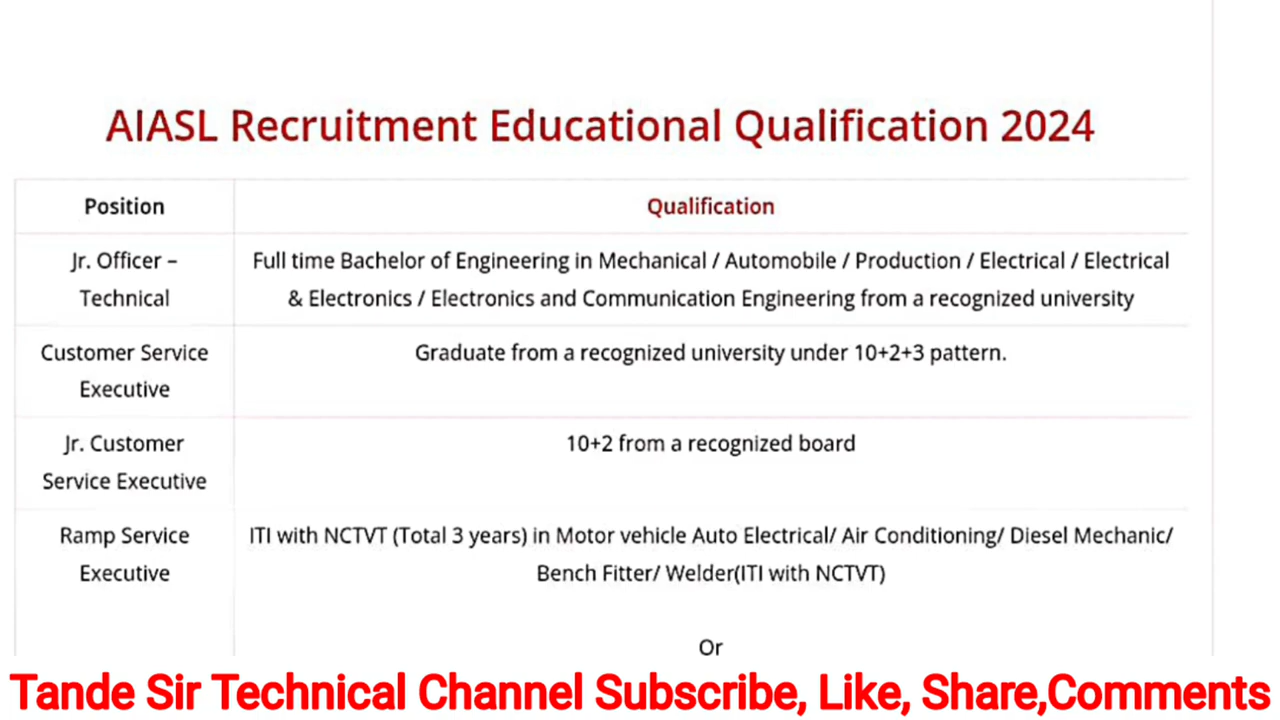 AIASL Recruitment Educational Qualification 2024
Position
Qualification
Jr. Officer –
Technical
Full time Bachelor of Engineering in Mechanical / Automobile / Production / Electrical / Electrical
& Electronics / Electronics and Communication Engineering from a recognized university
Customer Service
Executive
Graduate from a recognized university under 10+2+3 pattern.
Jr. Customer
Service Executive
10+2 from a recognized board
Ramp Service
Executive
ITI with NCTVT (Total 3 years) in Motor vehicle Auto Electrical/ Air Conditioning/ Diesel Mechanic/
Bench Fitter/ Welder(ITI with NCTVT)
Or
Tande Sir Technical Channel Subscribe, Like, Share,Comments